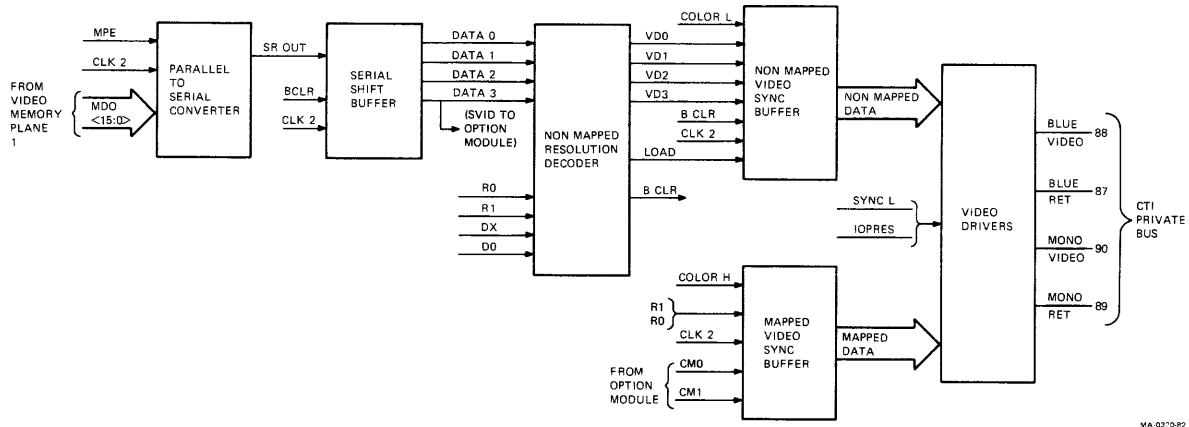 MPE
CLK 2
FROM
VIDEO
MEMORY
PLANE
1
MDO
<15:0>
PARALLEL
TO
SERIAL
CONVERTER
SR OUT
BCLR
CLK 2
SERIAL
SHIFT
BUFFER
DATA 0
DATA 1
DATA 2
DATA 3
(SVID TO
OPTION
MODULE)
R0
R1
DX
D0
NON MAPPED
RESOLUTION
DECODER
COLOR L
VD0
VD1
VD2
VD3
B CLR
CLK 2
LOAD
B CLR
NON MAPPED
VIDEO
SYNC
BUFFER
NON MAPPED
DATA
SYNC L
IOPRES
COLOR H
R1
R0
CLK 2
FROM
OPTION
MODULE
CM0
CM1
MAPPED
VIDEO
SYNC
BUFFER
MAPPED
DATA
VIDEO
DRIVERS
BLUE
VIDEO
88
BLUE
RET
87
MONO
VIDEO
90
MONO
RET
89
CTI
PRIVATE
BUS